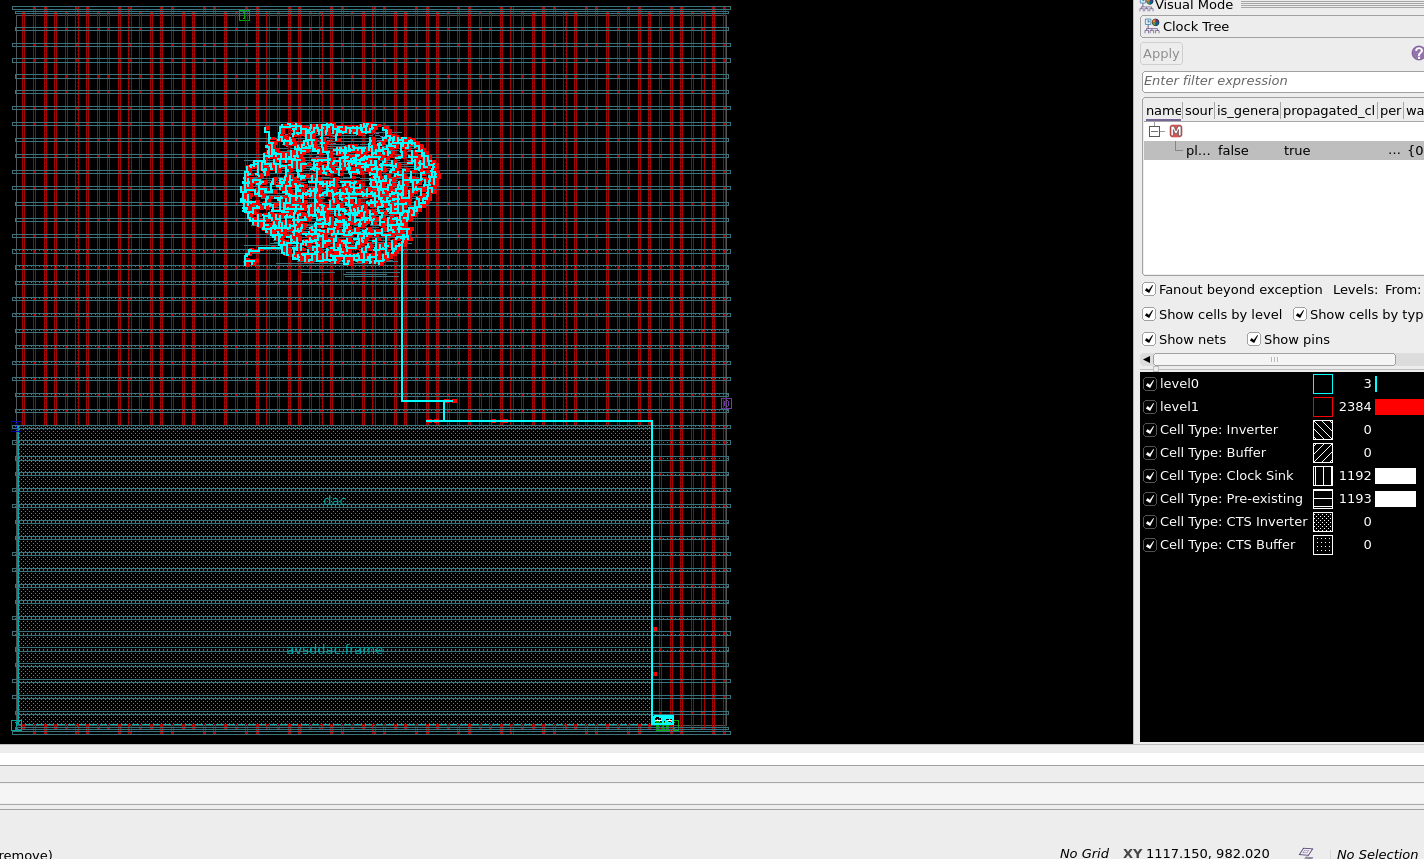 Visual Mode
Clock Tree
Apply
Enter filter expression
name sour is_genera propagated_cl per wa
M
pl... false true ... {0
Fanout beyond exception Levels: From:
Show cells by level Show cells by typ
Show nets Show pins
level0 3
level1 2384
Cell Type: Inverter 0
Cell Type: Buffer 0
Cell Type: Clock Sink 1192
Cell Type: Pre-existing 1193
Cell Type: CTS Inverter 0
Cell Type: CTS Buffer 0
dac
avsddac.frame
remove)
No Grid XY 1117.150, 982.020 No Selection